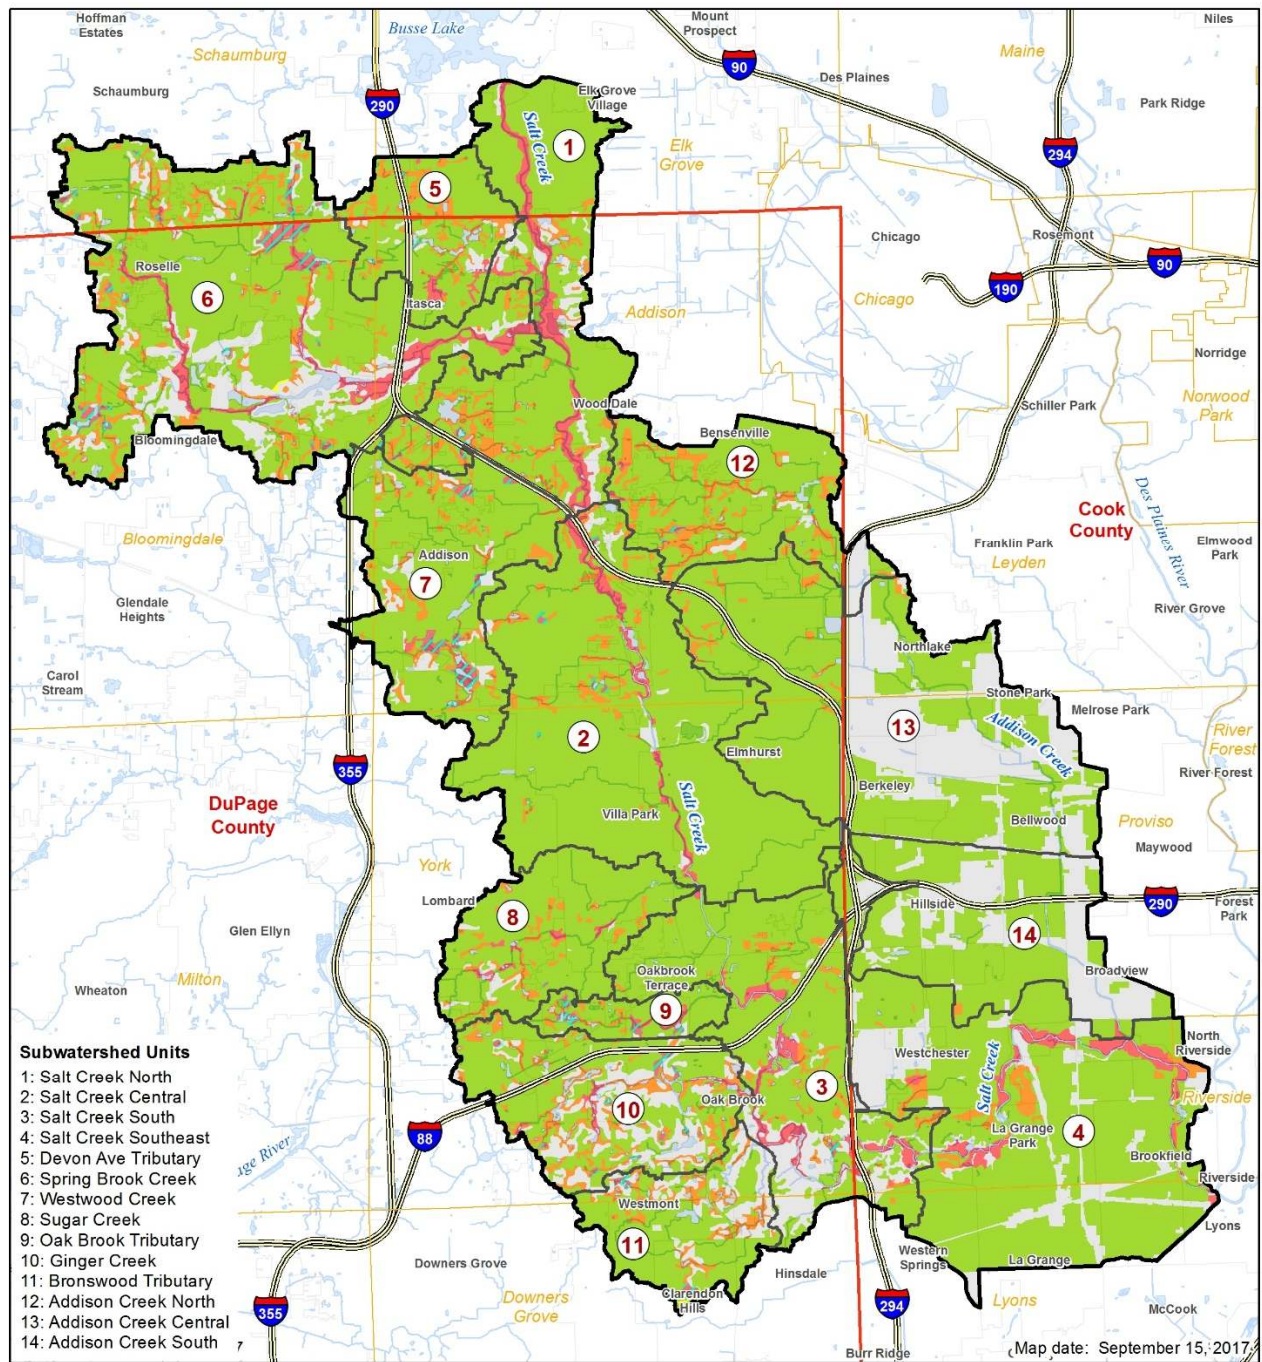 Hoffman
Estates
Busse Lake
Mount
Prospect
Niles
Schaumburg
Maine
90
Des Plaines
Schaumburg
290
Elk Grove
Village
Park Ridge
Salt Creek
1
Elk
Grove
294
5
Chicago
Rosemont
Roselle
90
190
6
Itasca
Chicago
Addison
Norridge
Wood Dale
Schiller Park
Norwood
Park
Bloomingdale
Bensenville
12
Des Plaines River
Cook
County
Bloomingdale
Addison
Franklin Park
Elmwood
Park
Leyden
7
Glendale
Heights
River Grove
Northlake
Carol
Stream
Stone Park
Melrose Park
13
Addison Creek
2
River
Forest
Elmhurst
355
River Forest
Berkeley
DuPage
County
Salt Creek
Villa Park
Bellwood
Proviso
Maywood
York
Lombard
8
Hillside
290
Forest
Park
Glen Ellyn
14
Milton
Oakbrook
Terrace
Broadview
Wheaton
9
North
Riverside
Westchester
Salt Creek
3
Oak Brook
10
Riverside
88
La Grange
Park
4
Brookfield
Riverside
Westmont
Lyons
11
Western
Springs
La Grange
Downers Grove
Hinsdale
Clarendon
Hills
Downers
Grove
294
Lyons
355
McCook
Burr Ridge
Subwatershed Units
1: Salt Creek North
2: Salt Creek Central
3: Salt Creek South
4: Salt Creek Southeast
5: Devon Ave Tributary
6: Spring Brook Creek
7: Westwood Creek
8: Sugar Creek
9: Oak Brook Tributary
10: Ginger Creek
11: Bronswood Tributary
12: Addison Creek North
13: Addison Creek Central
14: Addison Creek South
age River
Map date: September 15, 2017